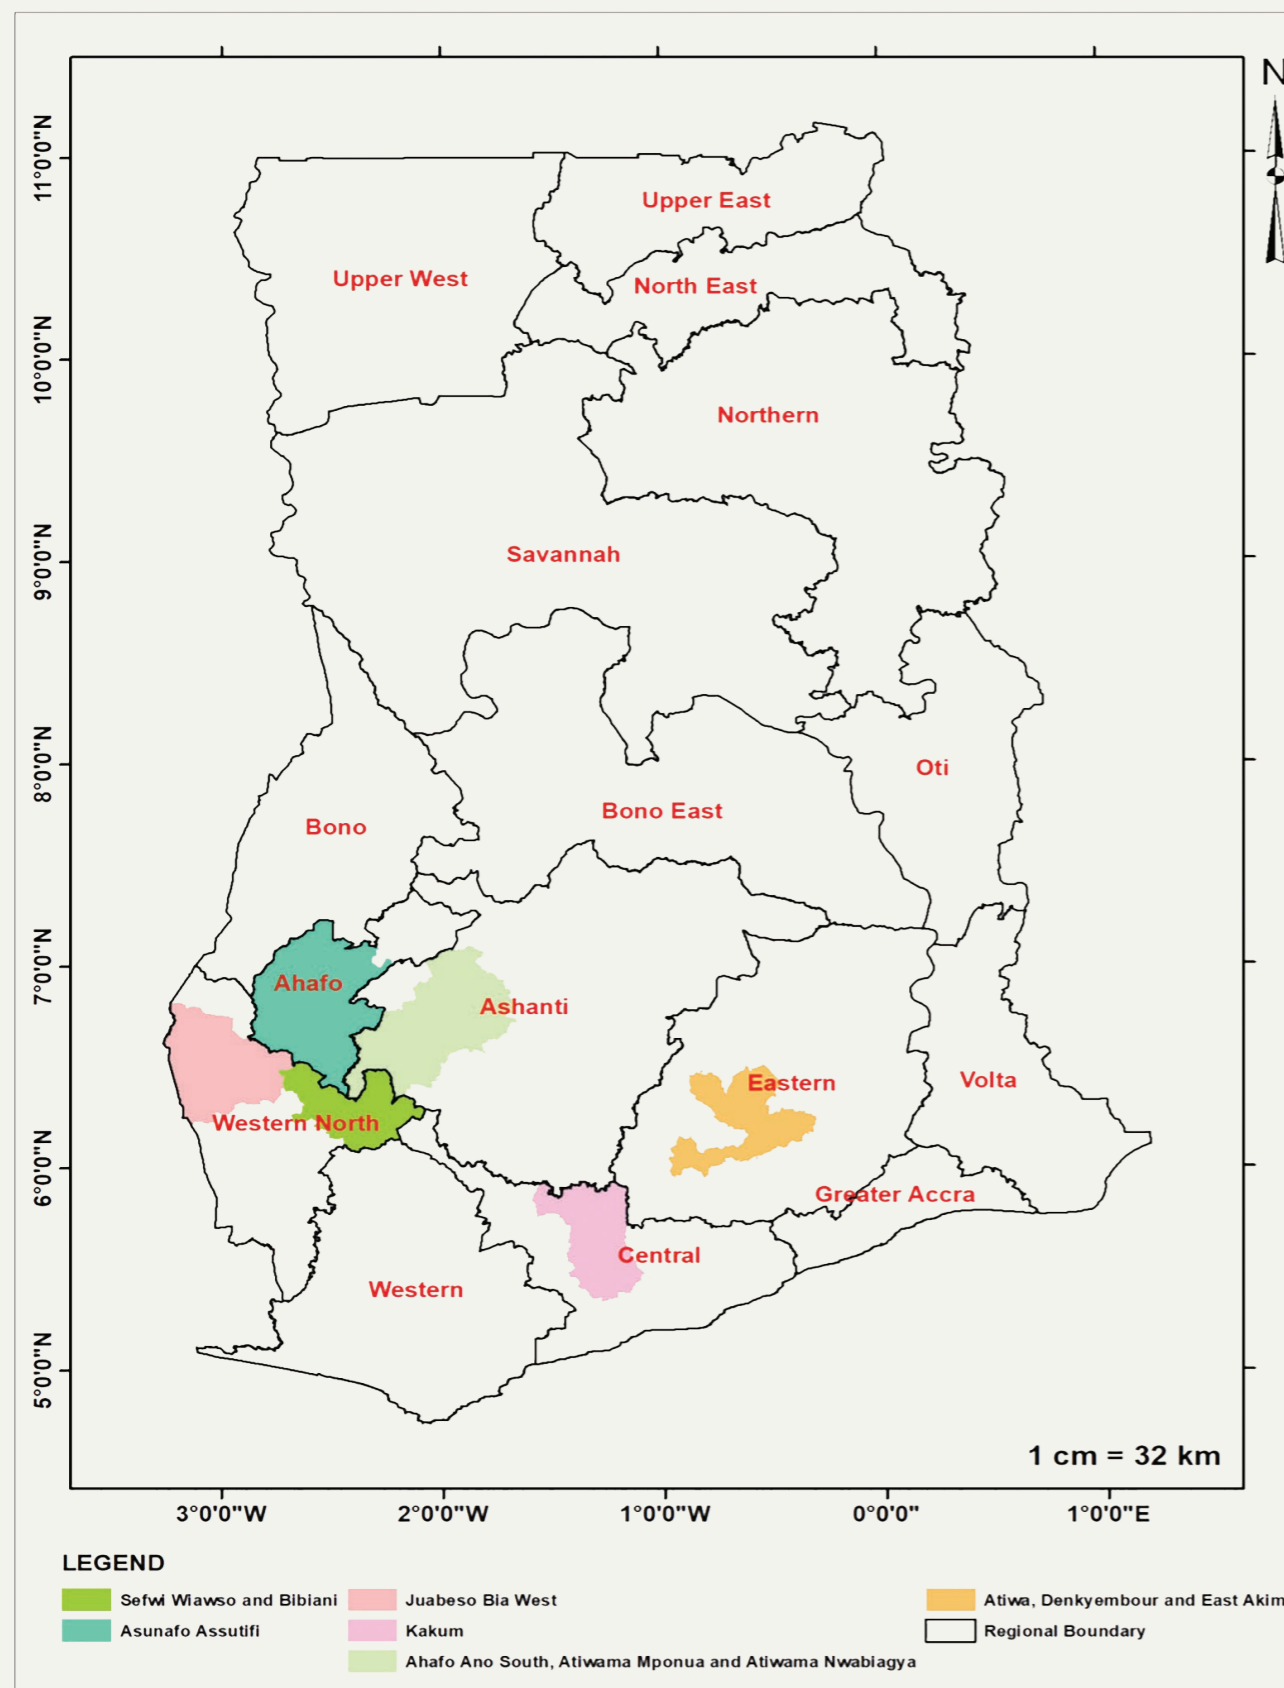 N
11°0'0"N
Upper East
Upper West
North East
10°0'0"N
Northern
9°0'0"N
Savannah
8°0'0"N
Oti
Bono East
Bono
7°0'0"N
Ahafo
Ashanti
Eastern
Volta
Western North
6°0'0"N
Greater Accra
Central
Western
5°0'0"N
1 cm = 32 km
3°0'0"W
2°0'0"W
1°0'0"W
0°0'0"
1°0'0"E
LEGEND
Sefwi Wiawso and Bibiani
Asunafo Assutifi
Juabeso Bia West
Kakum
Ahafo Ano South, Atiwama Mponua and Atiwama Nwabiagya
Atiwa, Denkyembour and East Akim
Regional Boundary